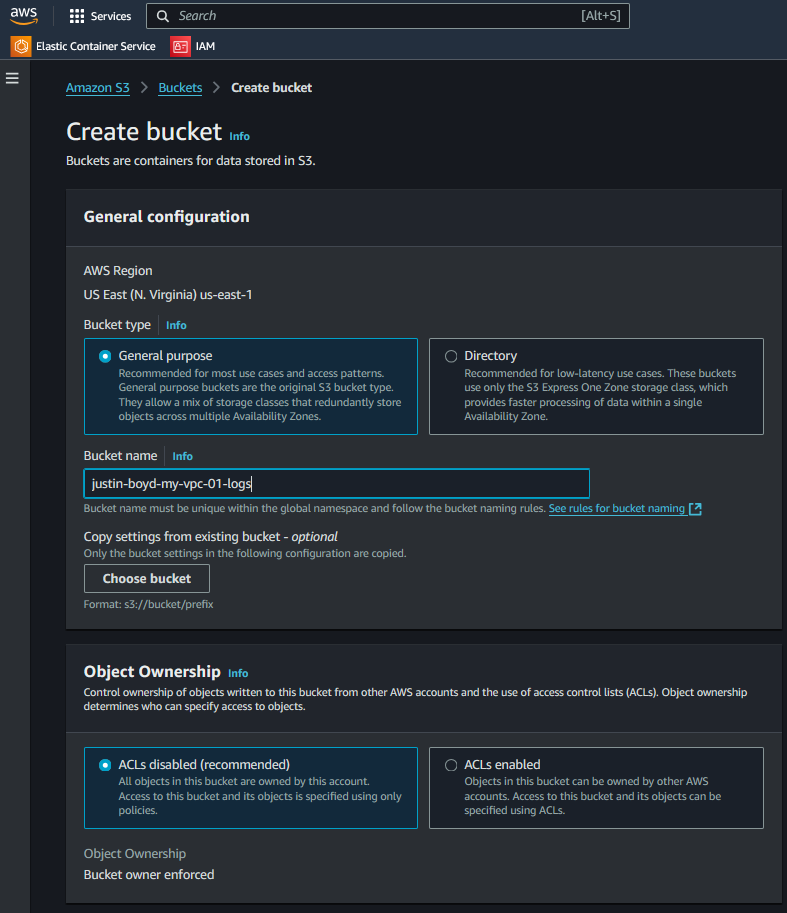 aws
Services
Search
[Alt+S]
Elastic Container Service
IAM
Amazon S3 > Buckets > Create bucket
Create bucket Info
Buckets are containers for data stored in S3.
General configuration
AWS Region
US East (N. Virginia) us-east-1
Bucket type Info
General purpose
Recommended for most use cases and access patterns.
General purpose buckets are the original S3 bucket type.
They allow a mix of storage classes that redundantly store
objects across multiple Availability Zones.
Directory
Recommended for low-latency use cases. These buckets
use only the S3 Express One Zone storage class, which
provides faster processing of data within a single
Availability Zone.
Bucket name Info
justin-boyd-my-vpc-01-logs
Bucket name must be unique within the global namespace and follow the bucket naming rules. See rules for bucket naming
Copy settings from existing bucket - optional
Only the bucket settings in the following configuration are copied.
Choose bucket
Format: s3://bucket/prefix
Object Ownership Info
Control ownership of objects written to this bucket from other AWS accounts and the use of access control lists (ACLs). Object ownership
determines who can specify access to objects.
ACLs disabled (recommended)
All objects in this bucket are owned by this account.
Access to this bucket and its objects is specified using only
policies.
ACLs enabled
Objects in this bucket can be owned by other AWS
accounts. Access to this bucket and its objects can be
specified using ACLs.
Object Ownership
Bucket owner enforced